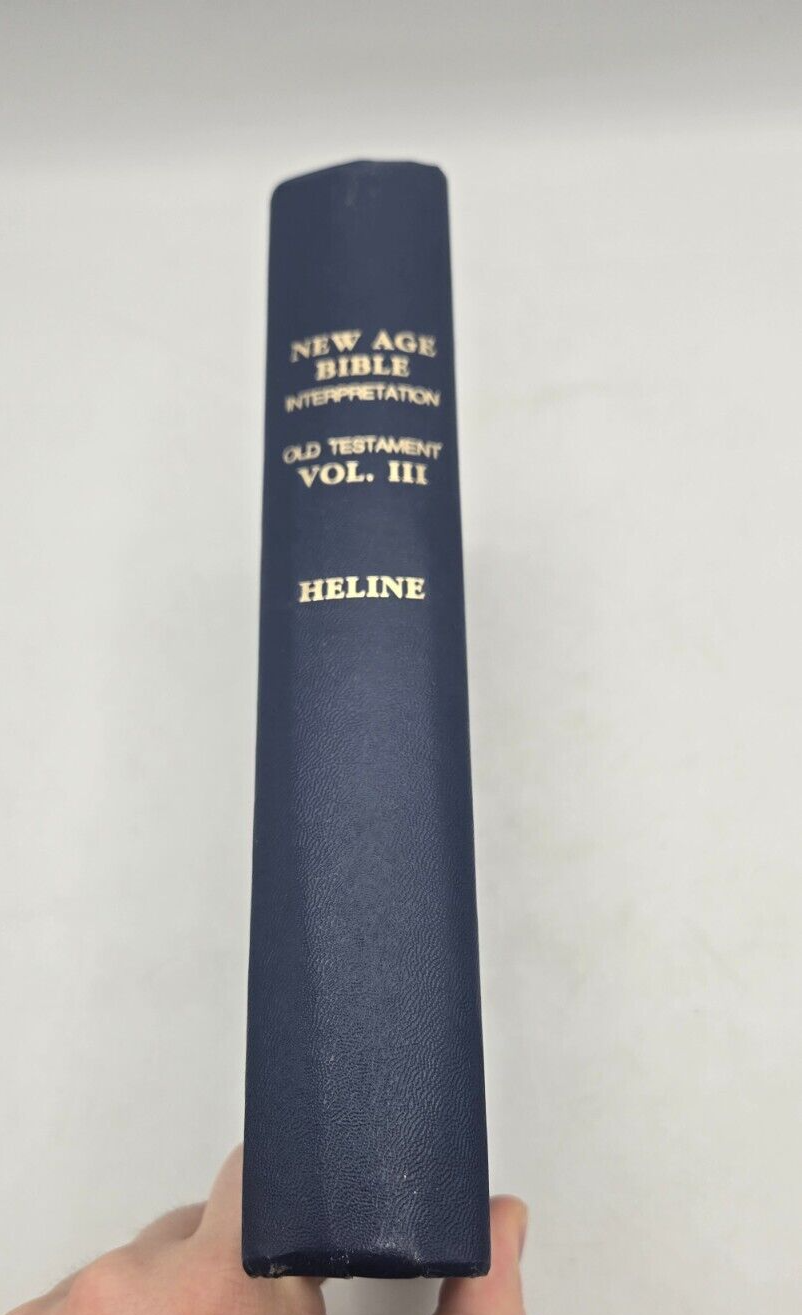 NEW AGE
BIBLE
INTERPRETATION
OLD TESTAMENT
VOL. III
HELINE